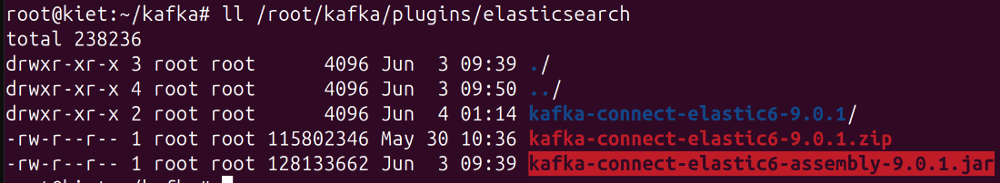 root@kiet:~/kafka# ll /root/kafka/plugins/elasticsearch
total 238236
drwxr-xr-x 3 root root      4096 Jun  3 09:39 ./
drwxr-xr-x 4 root root      4096 Jun  3 09:50 ../
drwxr-xr-x 2 root root      4096 Jun  4 01:14 kafka-connect-elastic6-9.0.1/
-rw-r--r-- 1 root root 115802346 May 30 10:36 kafka-connect-elastic6-9.0.1.zip
-rw-r--r-- 1 root root 128133662 Jun  3 09:39 kafka-connect-elastic6-assembly-9.0.1.jar
root@kiet:~/kafka#